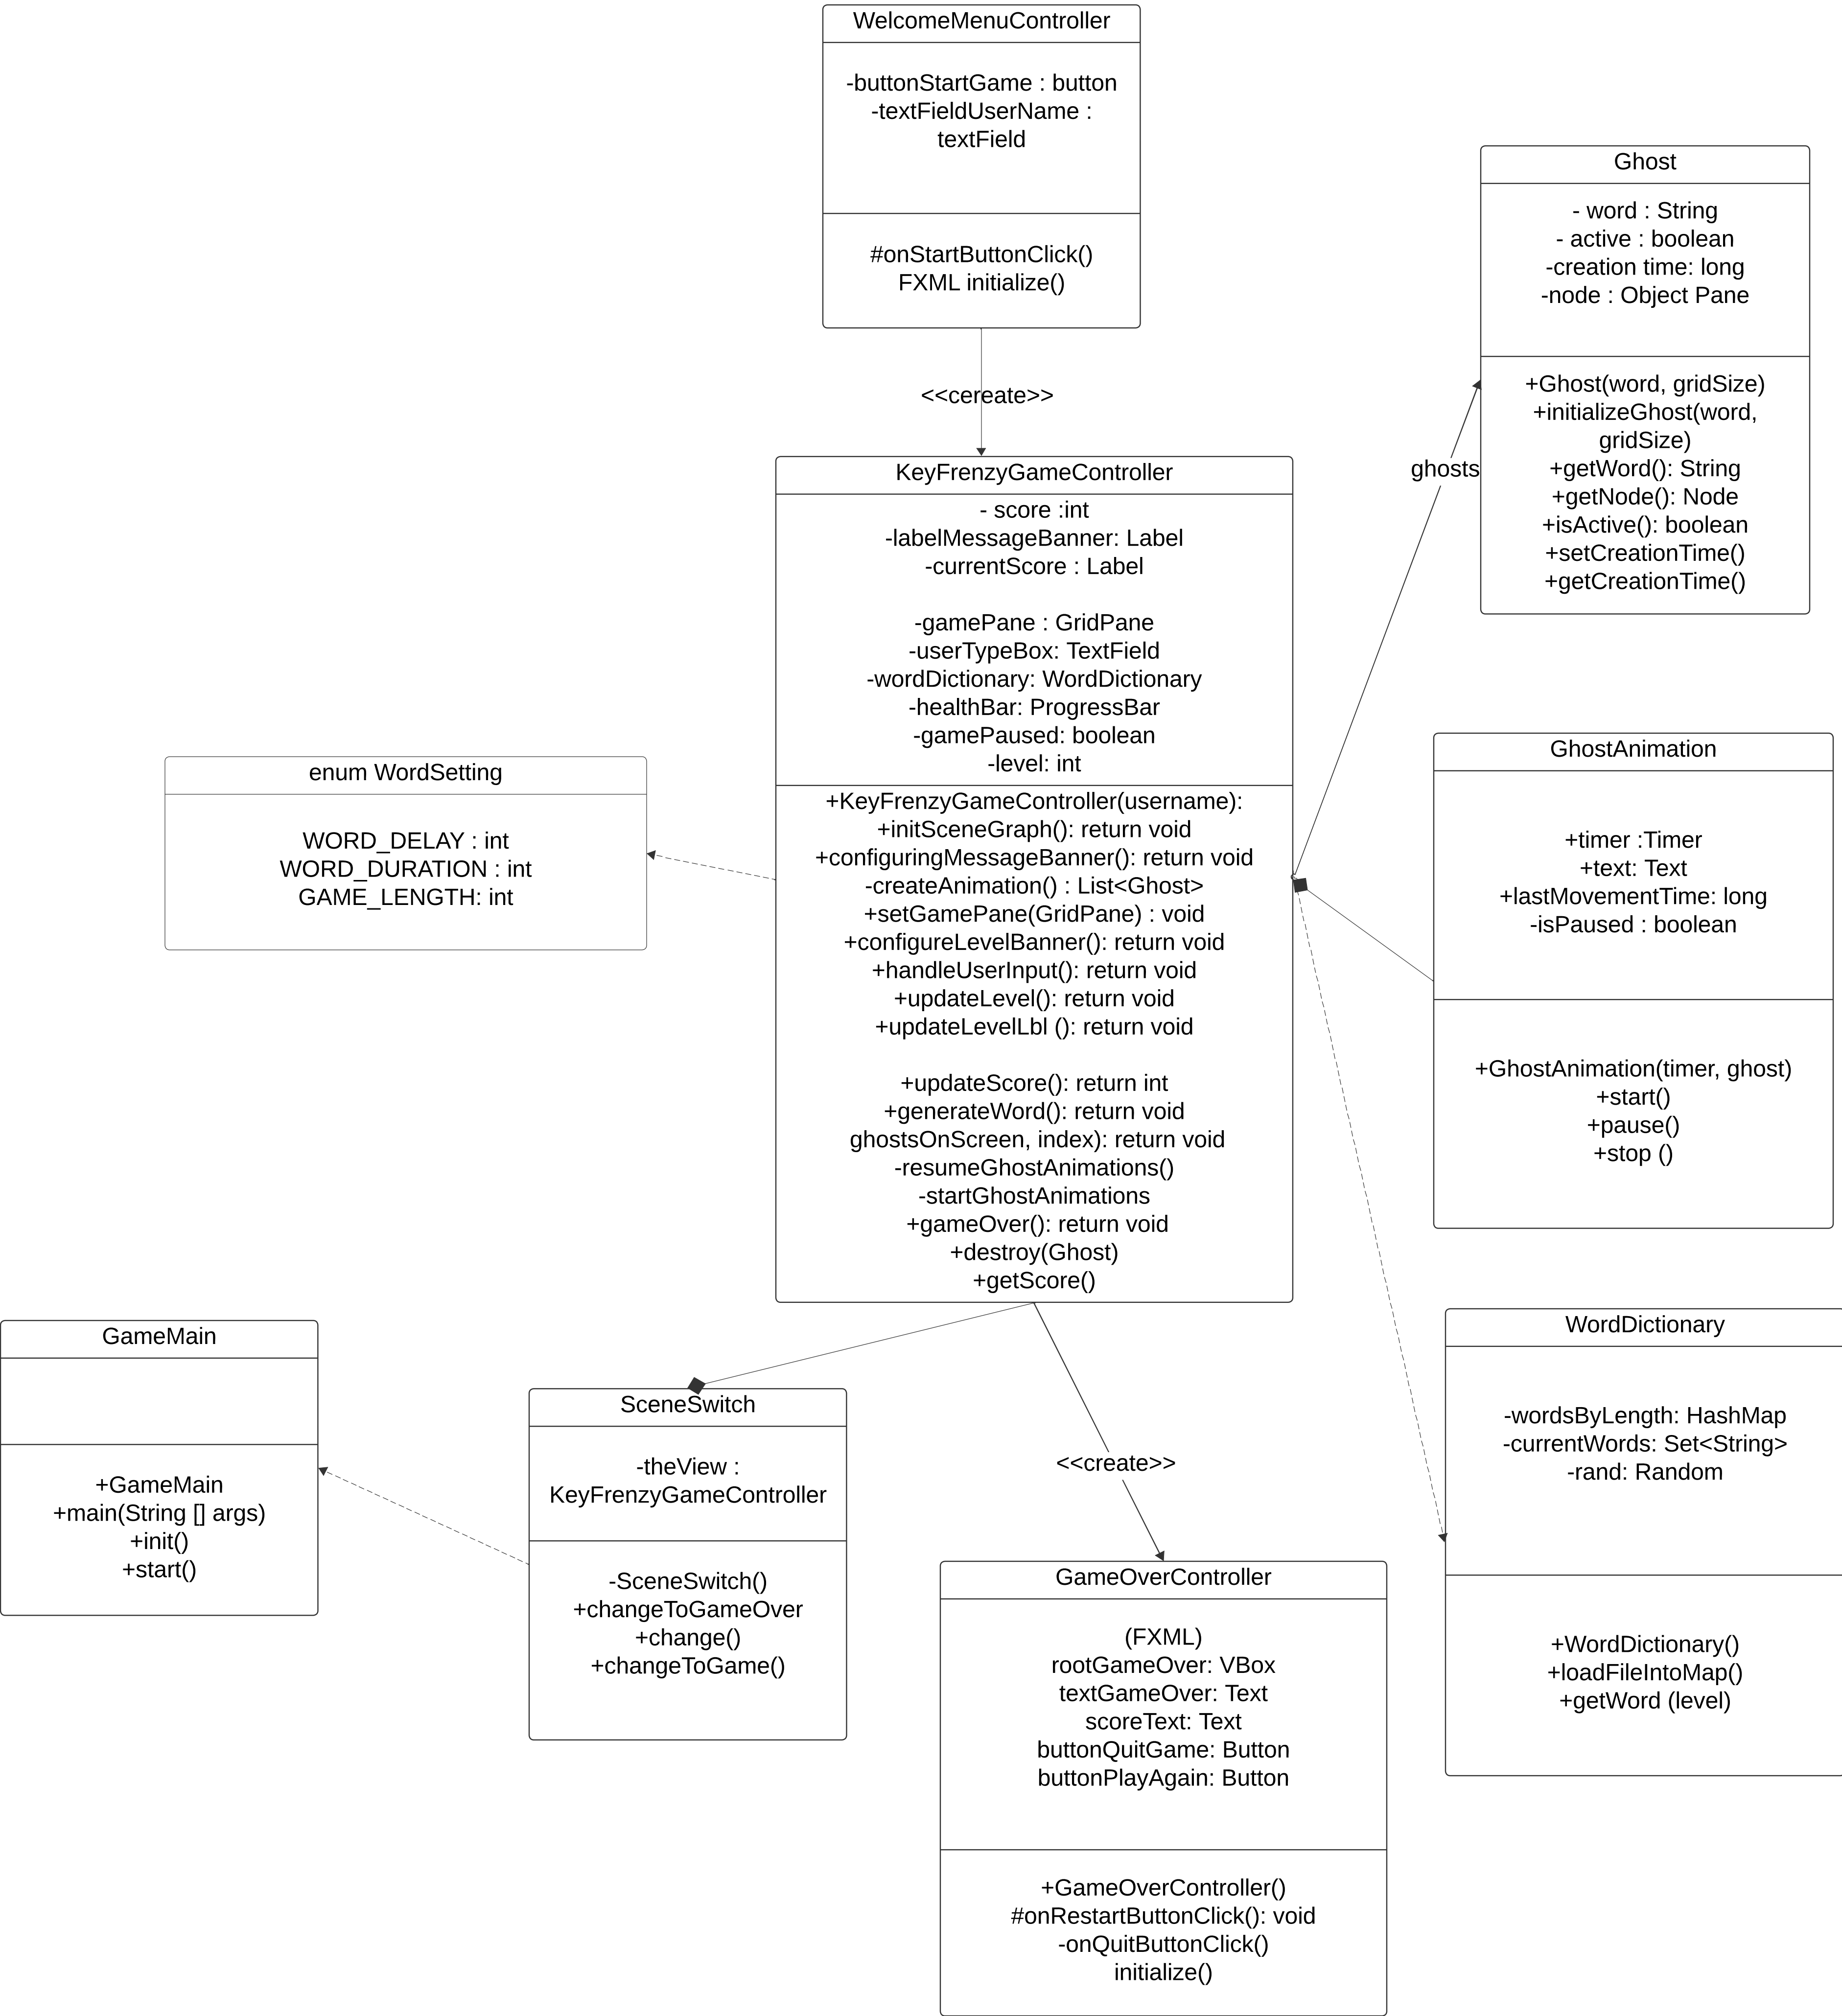 WelcomeMenuController
-buttonStartGame : button
-textFieldUserName :
textField
#onStartButtonClick()
FXML initialize()
<<cereate>>
Ghost
- word : String
- active : boolean
-creation time: long
-node : Object Pane
+Ghost(word, gridSize)
+initializeGhost(word,
gridSize)
+getWord(): String
+getNode(): Node
+isActive(): boolean
+setCreationTime()
+getCreationTime()
ghosts
KeyFrenzyGameController
- score :int
-labelMessageBanner: Label
-currentScore : Label
-gamePane : GridPane
-userTypeBox: TextField
-wordDictionary: WordDictionary
-healthBar: ProgressBar
-gamePaused: boolean
-level: int
+KeyFrenzyGameController(username):
+initSceneGraph(): return void
+configuringMessageBanner(): return void
-createAnimation() : List<Ghost>
+setGamePane(GridPane) : void
+configureLevelBanner(): return void
+handleUserInput(): return void
+updateLevel(): return void
+updateLevelLbl (): return void
+updateScore(): return int
+generateWord(): return void
ghostsOnScreen, index): return void
-resumeGhostAnimations()
-startGhostAnimations
+gameOver(): return void
+destroy(Ghost)
+getScore()
enum WordSetting
WORD_DELAY : int
WORD_DURATION : int
GAME_LENGTH: int
GhostAnimation
+timer :Timer
+text: Text
+lastMovementTime: long
-isPaused : boolean
+GhostAnimation(timer, ghost)
+start()
+pause()
+stop ()
GameMain
+GameMain
+main(String [] args)
+init()
+start()
SceneSwitch
-theView :
KeyFrenzyGameController
-SceneSwitch()
+changeToGameOver
+change()
+changeToGame()
<<create>>
WordDictionary
-wordsByLength: HashMap
-currentWords: Set<String>
-rand: Random
+WordDictionary()
+loadFileIntoMap()
+getWord (level)
GameOverController
(FXML)
rootGameOver: VBox
textGameOver: Text
scoreText: Text
buttonQuitGame: Button
buttonPlayAgain: Button
+GameOverController()
#onRestartButtonClick(): void
-onQuitButtonClick()
initialize()